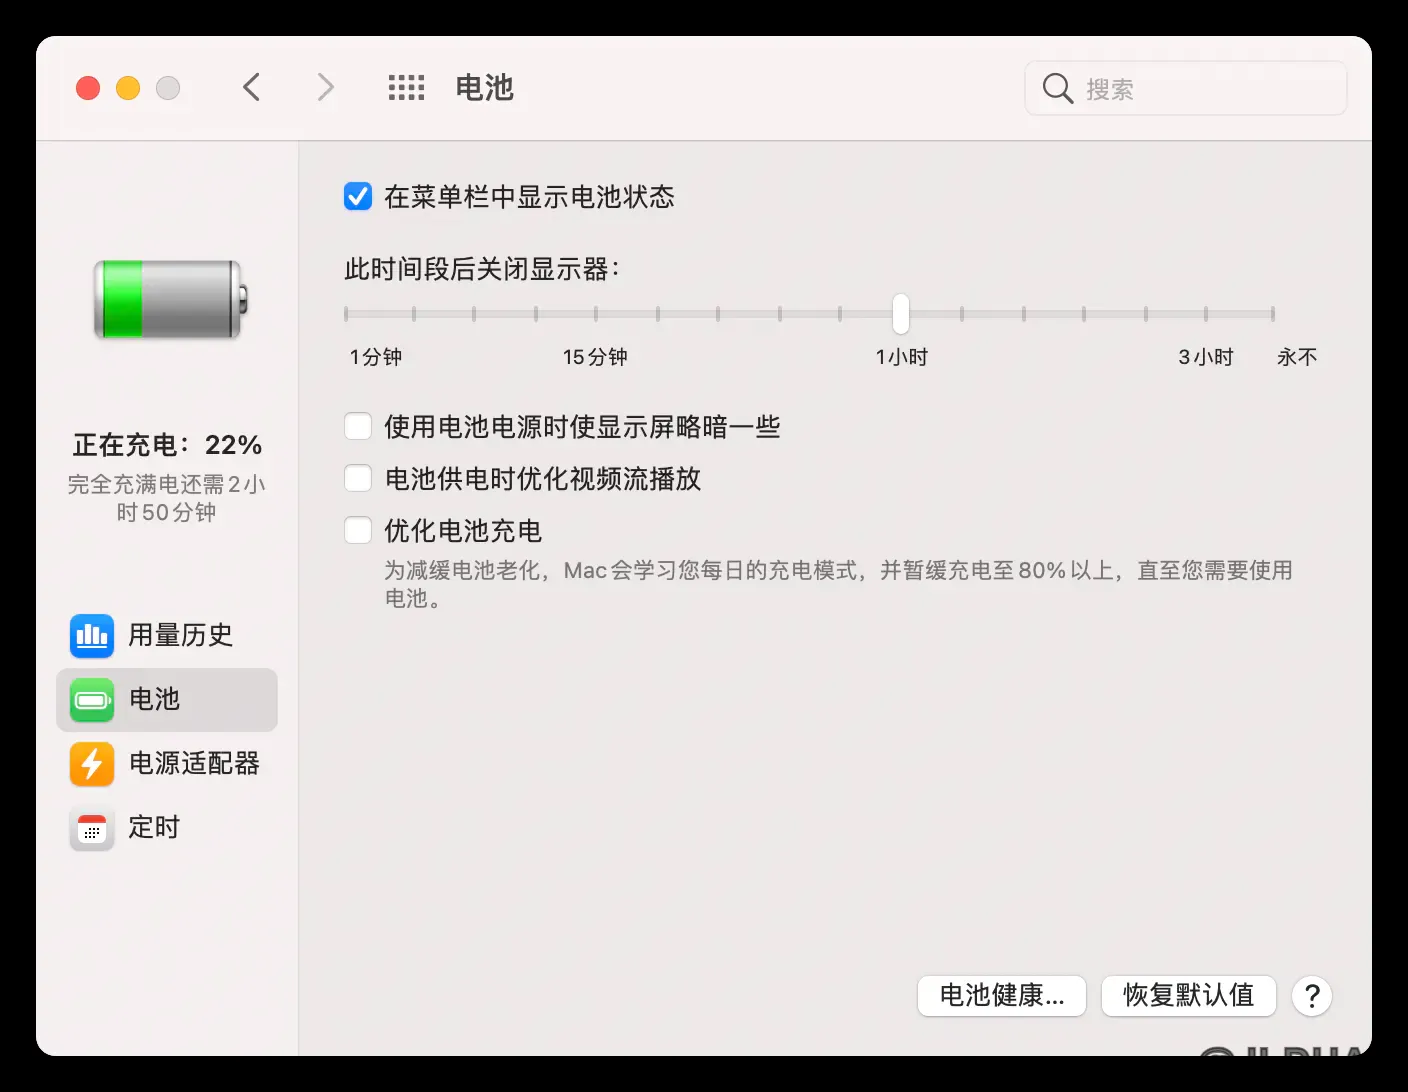 电池
搜索
在菜单栏中显示电池状态
此时间段后关闭显示器：
1分钟
15分钟
1小时
3小时
永不
使用电池电源时使显示屏略暗一些
电池供电时优化视频流播放
优化电池充电
为减缓电池老化，Mac会学习您每日的充电模式，并暂缓充电至80%以上，直至您需要使用
电池。
正在充电：22%
完全充满电还需2小
时50分钟
用量历史
电池
电源适配器
定时
电池健康...
恢复默认值
?